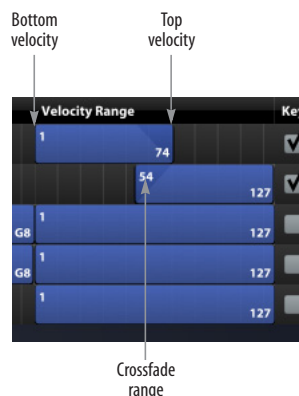 Bottom velocity
Top velocity
Velocity Range
Ke
1
74
54
127
G8
1
127
G8
1
127
1
127
Crossfade range